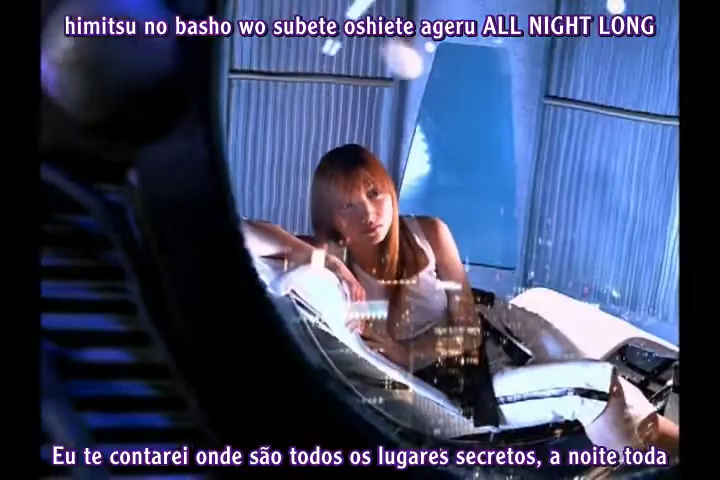 himitsu no basho wo subete oshiete ageru ALL NIGHT LONG
Eu te contarei onde são todos os lugares secretos, a noite toda